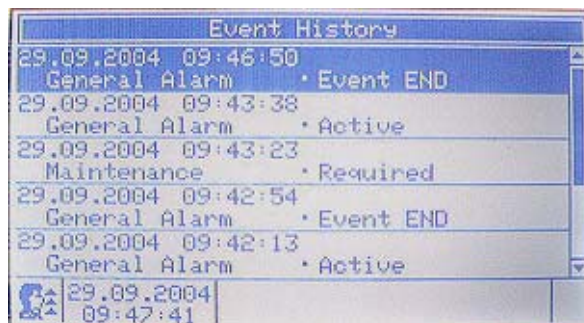 Event History
29.09.2004 09:46:50
General Alarm • Event END
29.09.2004 09:43:38
General Alarm • Active
29.09.2004 09:43:23
Maintenance • Required
29.09.2004 09:42:54
General Alarm • Event END
29.09.2004 09:42:13
General Alarm • Active
29.09.2004
09:47:41